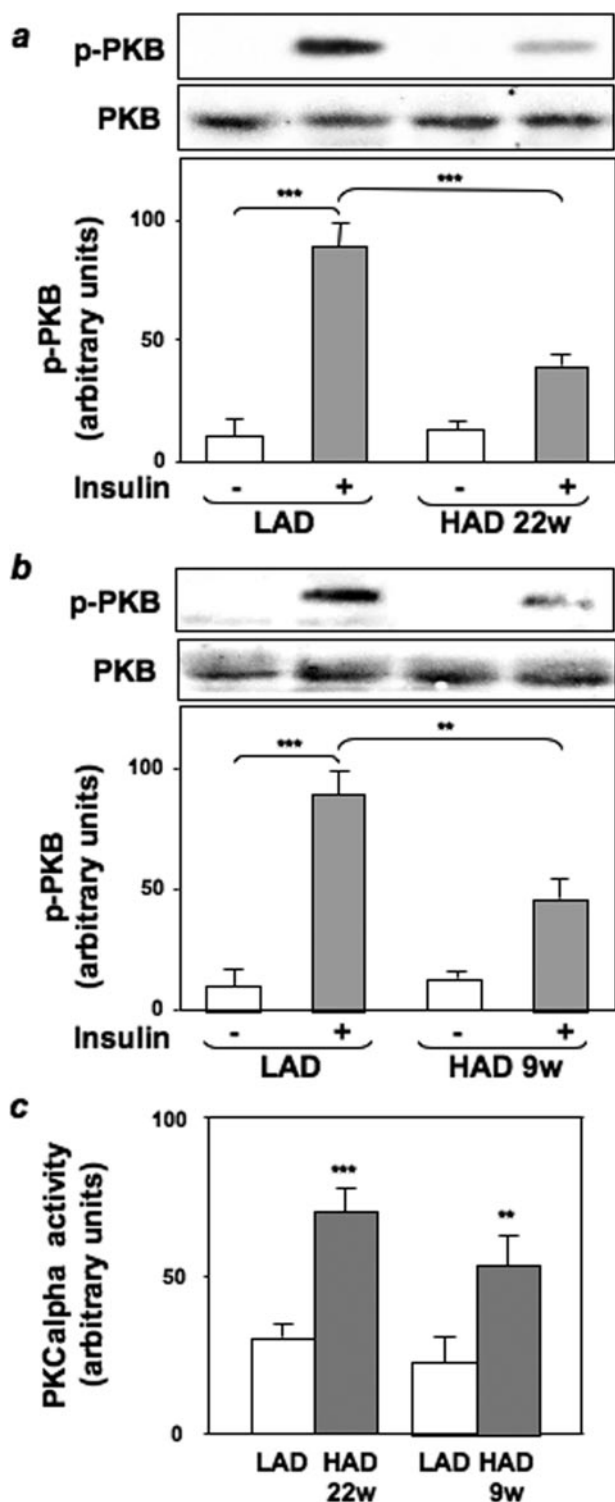 a
p-PKB
PKB
*** ***
100
50
0
p-PKB
(arbitrary units)
Insulin - + - +
LAD HAD 22w
b
p-PKB
PKB
*** **
100
50
0
p-PKB
(arbitrary units)
Insulin - + - +
LAD HAD 9w
c
100
50
0
PKCalpha activity
(arbitrary units)
*** **
LAD HAD LAD HAD
22w 9w